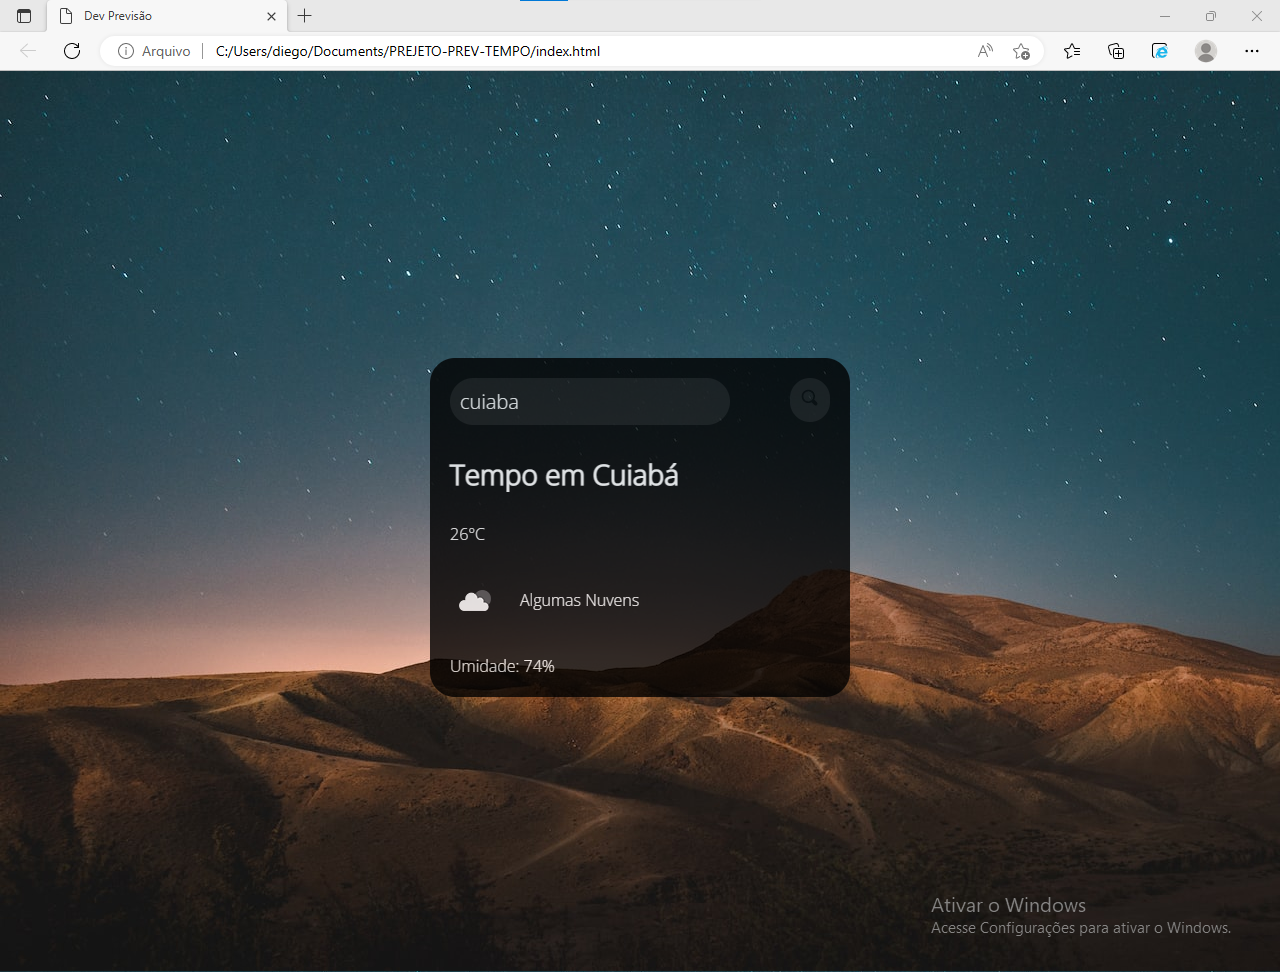 Dev Previsão
Arquivo
C:/Users/diego/Documents/PREJETO-PREV-TEMPO/index.html
cuiaba
Tempo em Cuiabá
26°C
Algumas Nuvens
Umidade: 74%
Ativar o Windows
Acesse Configurações para ativar o Windows.